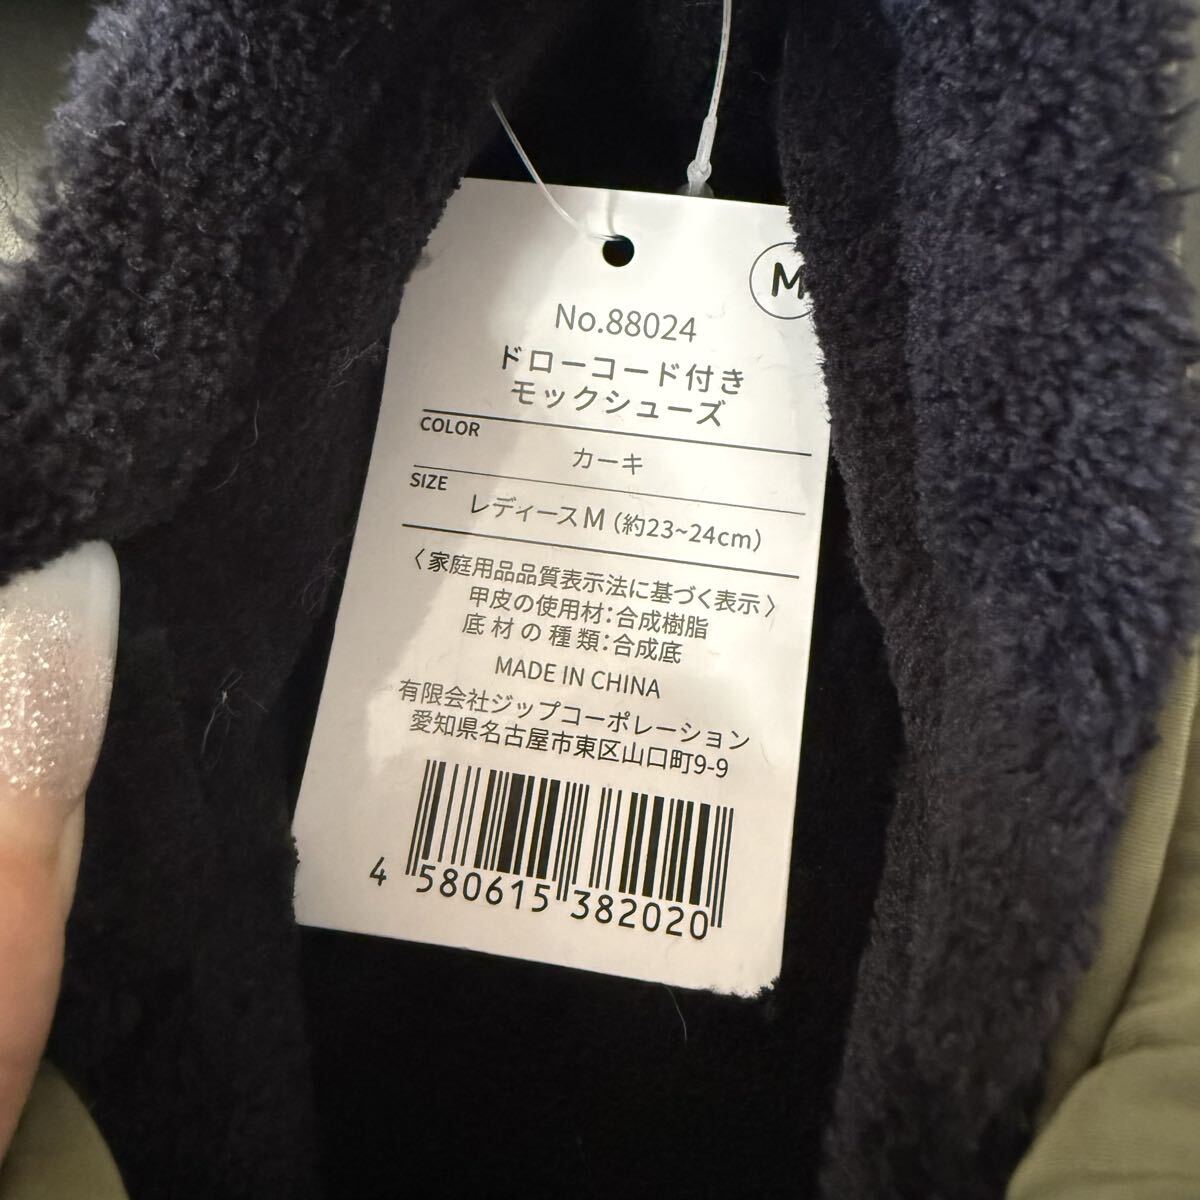 M
No.88024
ドローコード付き
モックシューズ
COLOR
カーキ
SIZE
レディースM(約23~24cm)
〈家庭用品品質表示法に基づく表示〉
甲皮の使用材:合成樹脂
底材の種類:合成底
MADE IN CHINA
有限会社ジップコーポレーション
愛知県名古屋市東区山口町9-9
4 580615 382020